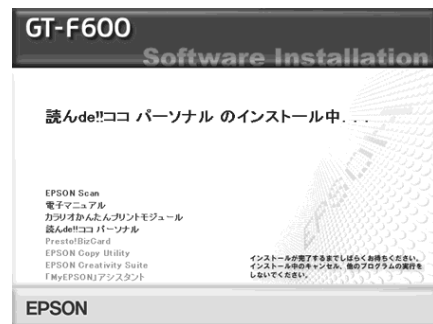 GT-F600
Software Installation
読んde!!ココ パーソナル のインストール中. . .
EPSON Scan
電子マニュアル
カラリオかんたんプリントモジュール
読んde!!ココ パーソナル
Presto!BizCard
EPSON Copy Utility
EPSON Creativity Suite
「MyEPSON」アシスタント
インストールが完了するまでしばらくお待ちください。
インストール中のキャンセル、他のプログラムの実行を
しないでください。
EPSON
EPSON